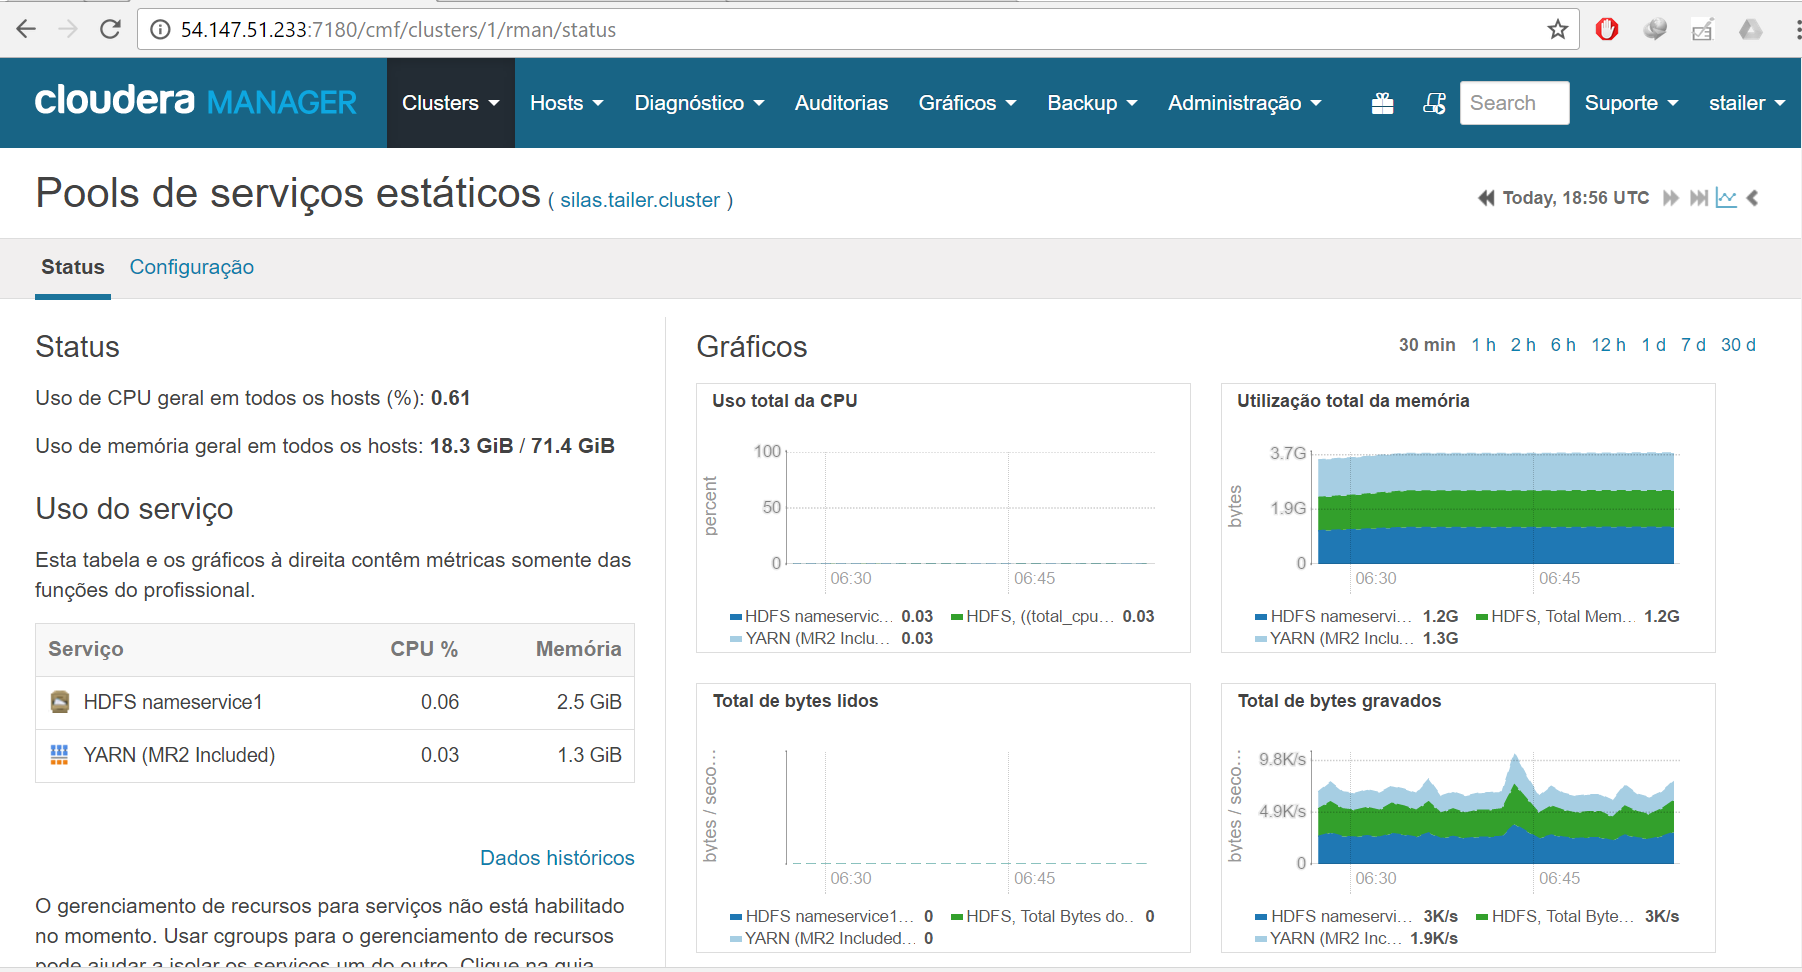 54.147.51.233:7180/cmf/clusters/1/rman/status
cloudera MANAGER
Clusters Hosts Diagnóstico Auditorias Gráficos Backup Administração Search Suporte stailer
Pools de serviços estáticos ( silas.tailer.cluster )
Today, 18:56 UTC
Status Configuração
Status
Uso de CPU geral em todos os hosts (%): 0.61
Uso de memória geral em todos os hosts: 18.3 GiB / 71.4 GiB
Uso do serviço
Esta tabela e os gráficos à direita contêm métricas somente das
funções do profissional.
Serviço CPU % Memória
HDFS nameservice1 0.06 2.5 GiB
YARN (MR2 Included) 0.03 1.3 GiB
Dados históricos
O gerenciamento de recursos para serviços não está habilitado
no momento. Usar cgroups para o gerenciamento de recursos
pode ajudar a isolar os serviços um do outro. Clique na guia
Gráficos
30 min 1 h 2 h 6 h 12 h 1 d 7 d 30 d
Uso total da CPU
percent
100
50
0
06:30 06:45
HDFS nameservic... 0.03 HDFS, ((total_cpu... 0.03
YARN (MR2 Inclu... 0.03
Utilização total da memória
bytes
3.7G
1.9G
0
06:30 06:45
HDFS nameservi... 1.2G HDFS, Total Mem... 1.2G
YARN (MR2 Inclu... 1.3G
Total de bytes lidos
bytes / seco...
06:30 06:45
HDFS nameservice1... 0 HDFS, Total Bytes do.. 0
YARN (MR2 Included... 0
Total de bytes gravados
bytes / seco...
9.8K/s
4.9K/s
0
06:30 06:45
HDFS nameservi... 3K/s HDFS, Total Byte... 3K/s
YARN (MR2 Inc... 1.9K/s